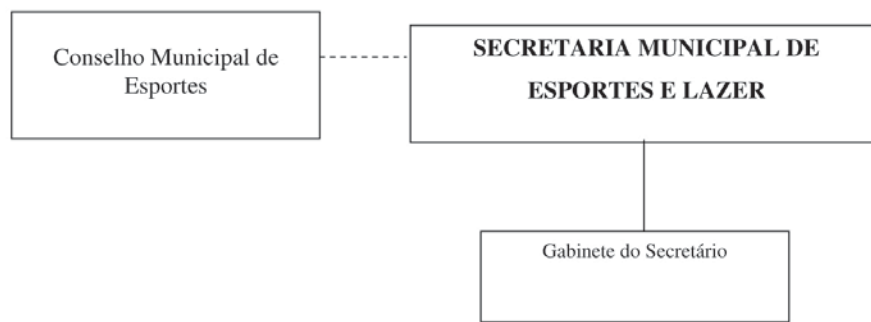 Conselho Municipal de
Esportes
SECRETARIA MUNICIPAL DE
ESPORTES E LAZER
Gabinete do Secretário